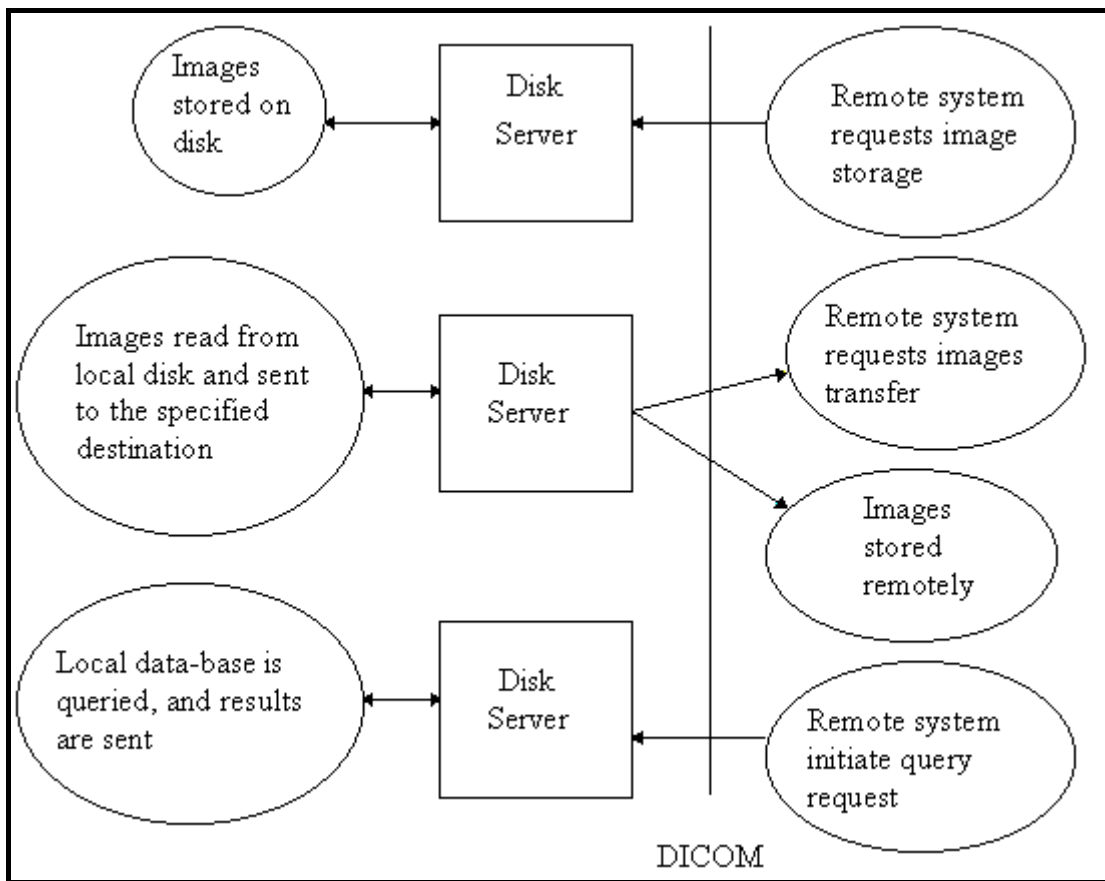 Images
stored on
disk
Disk
Server
Remote system
requests image
storage
Images read from
local disk and sent
to the specified
destination
Disk
Server
Remote system
requests images
transfer
Images
stored
remotely
Local data-base is
queried, and results
are sent
Disk
Server
Remote system
initiate query
request
DICOM